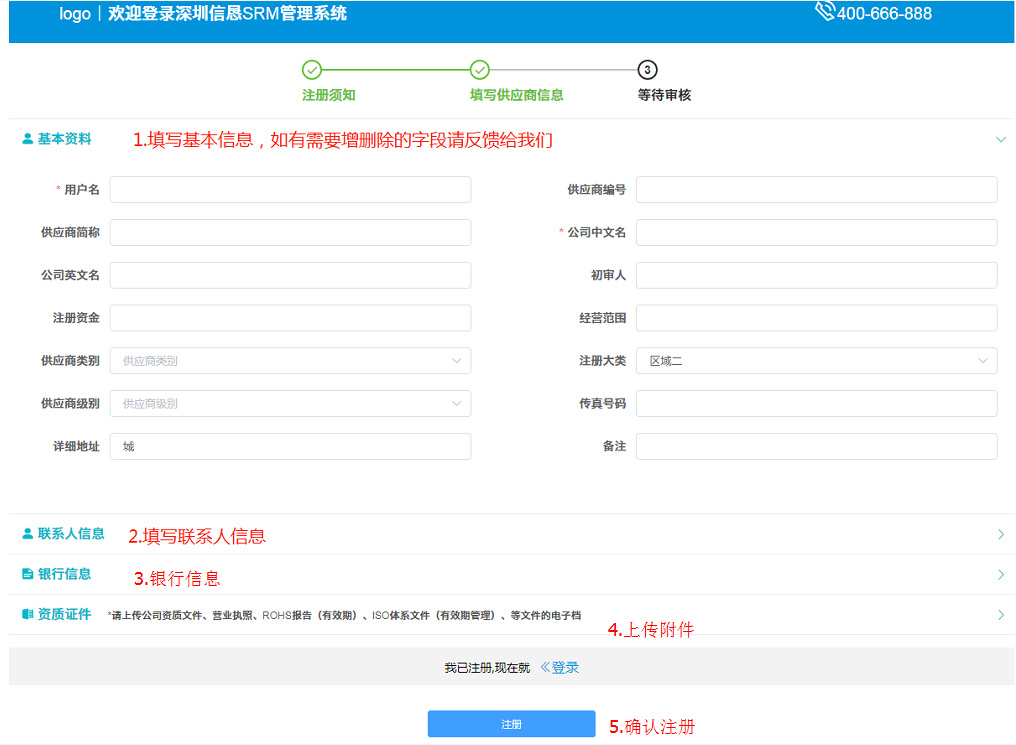 logo | 欢迎登录深圳信恳SRM管理系统 400-666-888
3
注册须知 填写供应商信息 等待审核
基本资料 1.填写基本信息，如有需要增删除的字段请反馈给我们
* 用户名 供应商编号
供应商简称 * 公司中文名
公司英文名 初审人
注册资金 经营范围
供应商类别 供应商类别 注册大类 区域二
供应商级别 供应商级别 传真号码
详细地址 城 备注
联系人信息 2.填写联系人信息
银行信息 3.银行信息
资质证件 *请上传公司资质文件、营业执照、ROHS报告（有效期）、ISO体系文件（有效期管理）、等文件的电子档
4.上传附件
我已注册,现在就 《登录
注册 5.确认注册